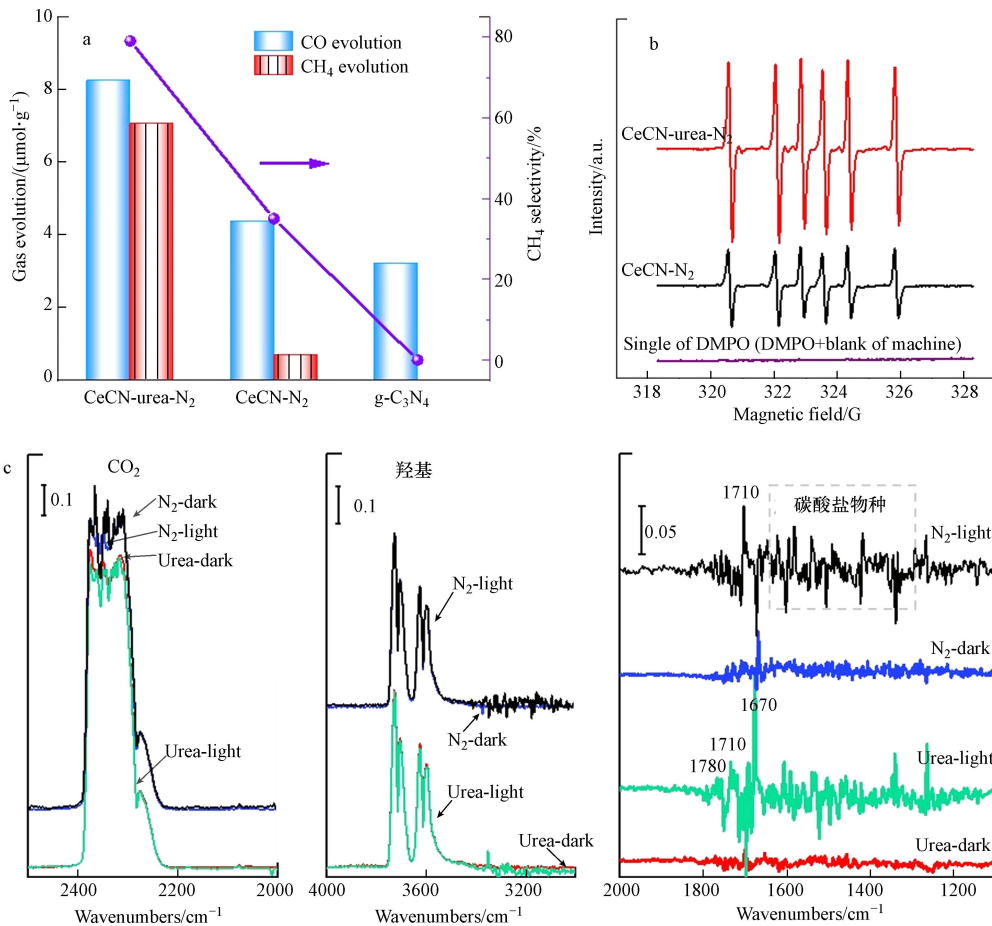 a
CO evolution
CH₄ evolution
Gas evolution/(μmol·g⁻¹)
10
8
6
4
2
0
CH₄ selectivity/%
80
60
40
20
0
CeCN-urea-N₂
CeCN-N₂
g-C₃N₄
b
Intensity/a.u.
CeCN-urea-N₂
CeCN-N₂
Single of DMPO (DMPO+blank of machine)
318 320 322 324 326 328
Magnetic field/G
c
CO₂
0.1
N₂-dark
N₂-light
Urea-dark
Urea-light
2400 2200 2000
Wavenumbers/cm⁻¹
羟基
0.1
N₂-light
N₂-dark
Urea-light
Urea-dark
4000 3600 3200
Wavenumbers/cm⁻¹
1710
碳酸盐物种
0.05
N₂-light
N₂-dark
1670
1710
1780
Urea-light
Urea-dark
2000 1800 1600 1400 1200
Wavenumbers/cm⁻¹